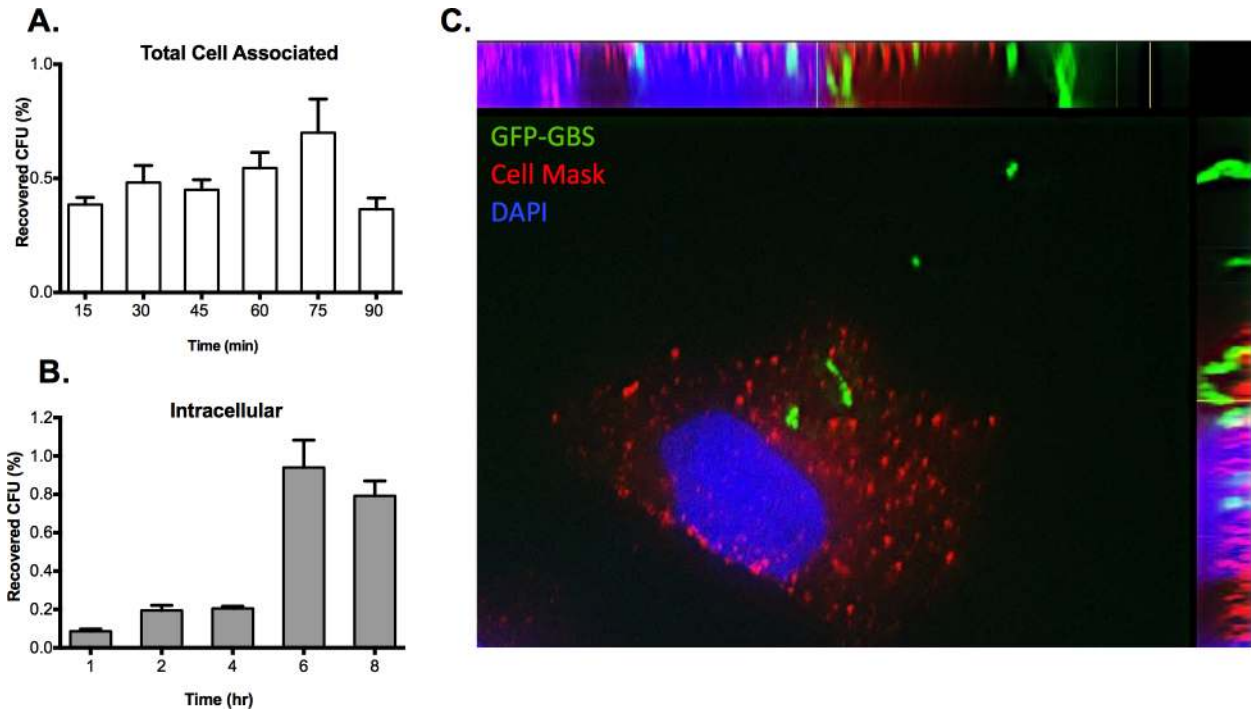 A.
Total Cell Associated
Recovered CFU (%)
1.0
0.5
0.0
15 30 45 60 75 90
Time (min)
B.
Intracellular
Recovered CFU (%)
1.2
1.0
0.8
0.6
0.4
0.2
0.0
1 2 4 6 8
Time (hr)
C.
GFP-GBS
Cell Mask
DAPI